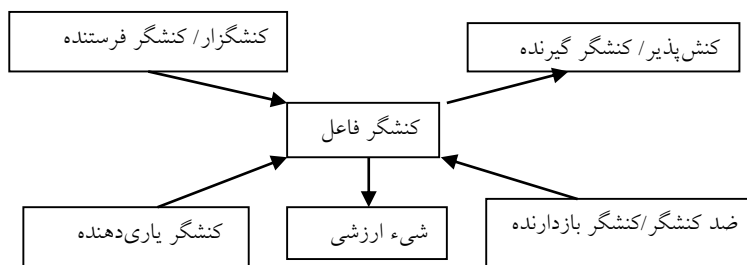 کنش‌پذیر/ کنشگر گیرنده
کنشگزار/ کنشگر فرستنده
کنشگر فاعل
ضد کنشگر/کنشگر بازدارنده
شیء ارزشی
کنشگر یاری‌دهنده